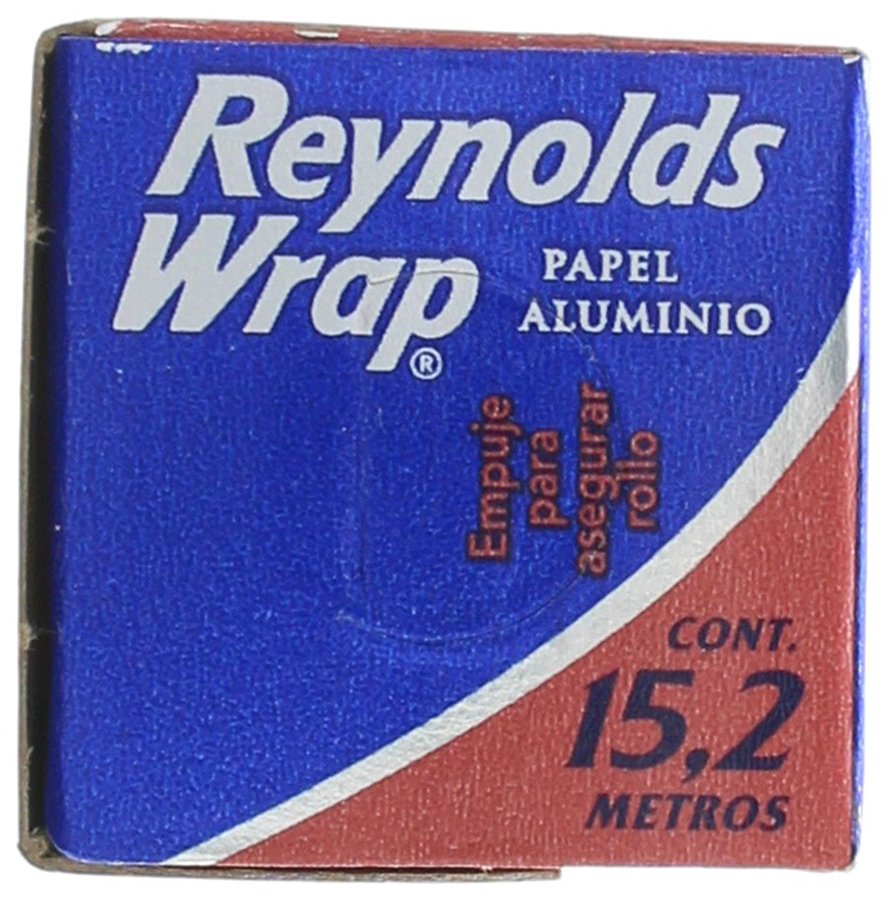 Reynolds
Wrap®
PAPEL
ALUMINIO
Empuje
para
asegurar
rollo
CONT.
15,2
METROS